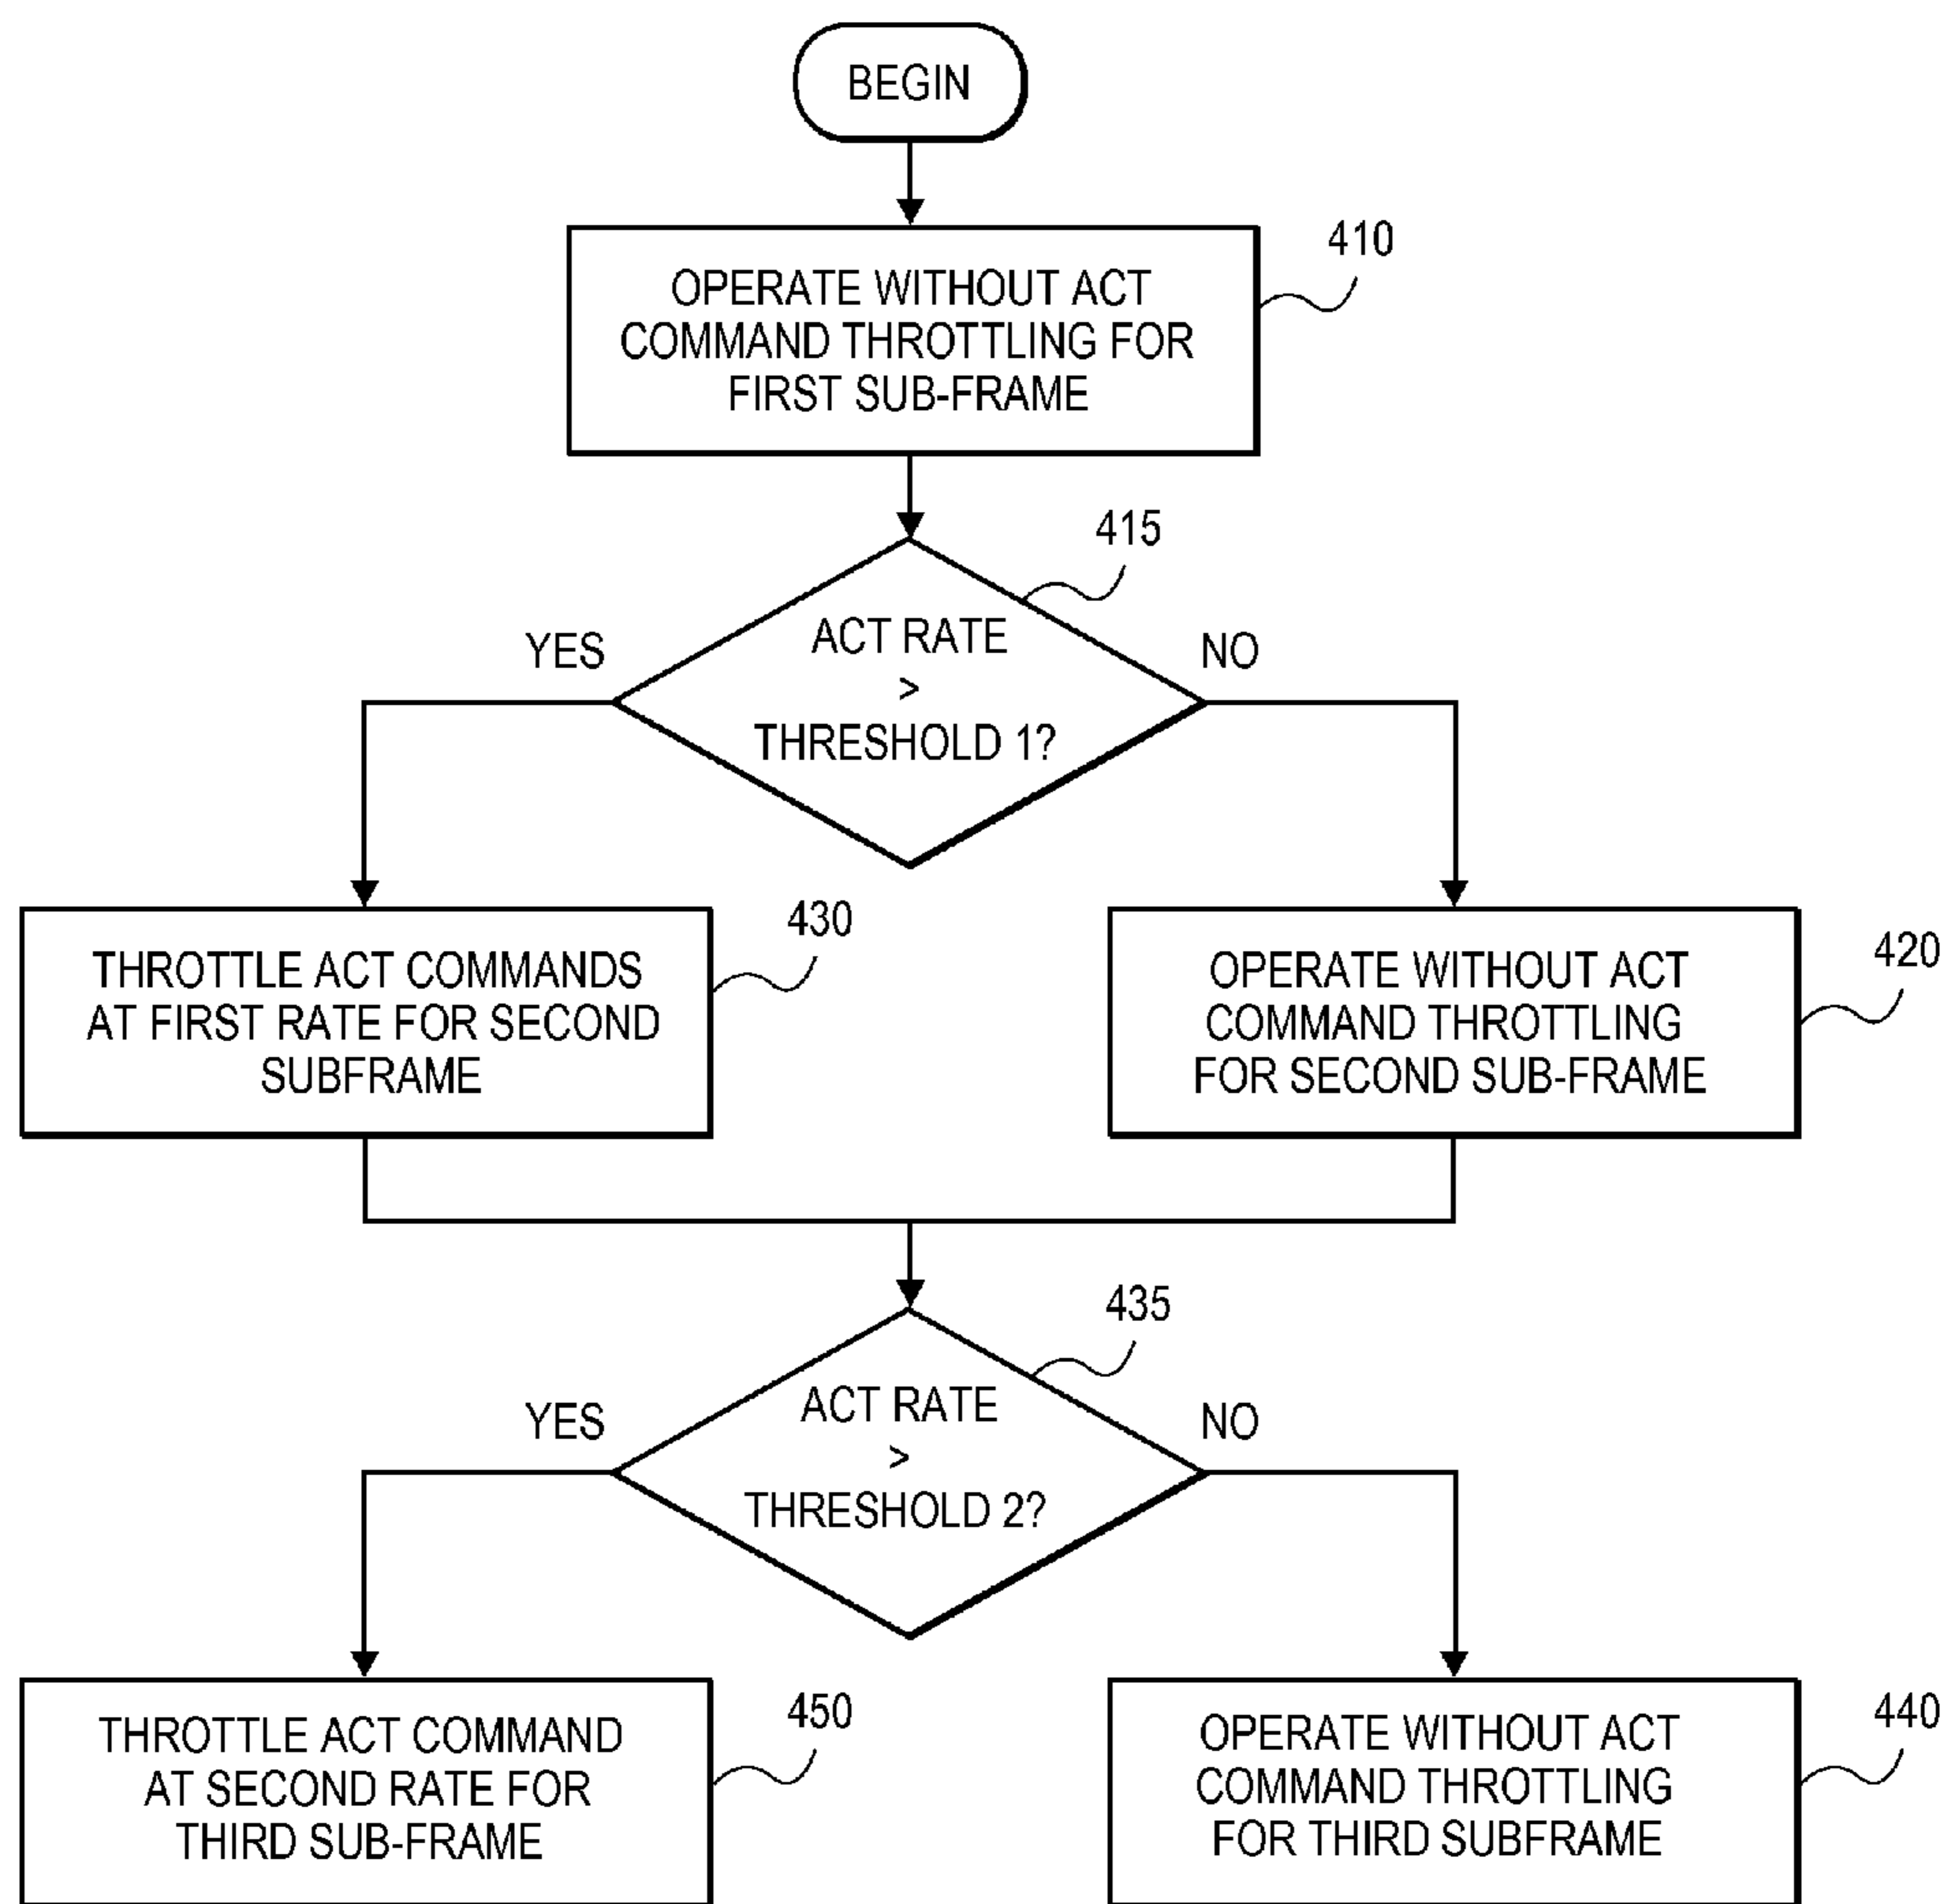 BEGIN
OPERATE WITHOUT ACT
COMMAND THROTTLING FOR
FIRST SUB-FRAME
410
415
ACT RATE
>
THRESHOLD 1?
YES
NO
THROTTLE ACT COMMANDS
AT FIRST RATE FOR SECOND
SUBFRAME
430
OPERATE WITHOUT ACT
COMMAND THROTTLING
FOR SECOND SUB-FRAME
420
435
ACT RATE
>
THRESHOLD 2?
YES
NO
THROTTLE ACT COMMAND
AT SECOND RATE FOR
THIRD SUB-FRAME
450
OPERATE WITHOUT ACT
COMMAND THROTTLING
FOR THIRD SUBFRAME
440